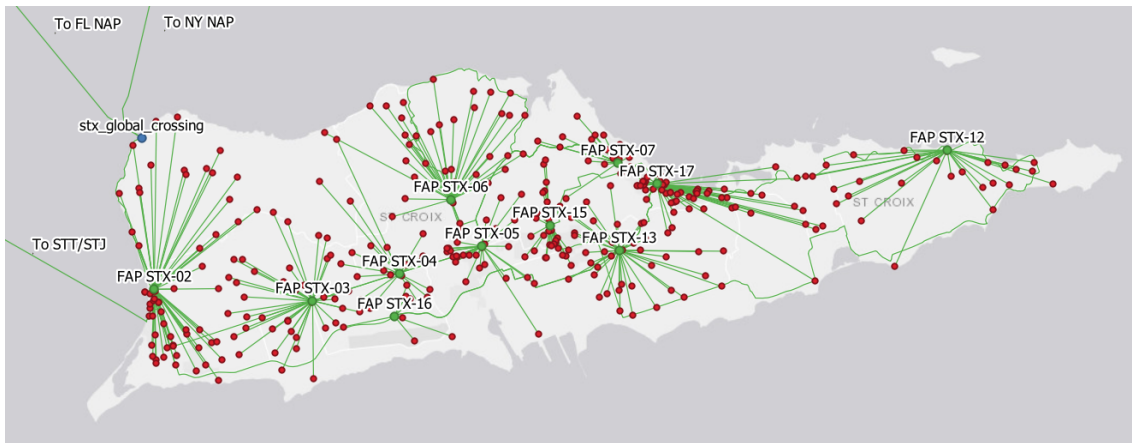 To FL NAP
To NY NAP
stx_global_crossing
FAP STX-12
FAP STX-07
FAP STX-17
FAP STX-06
ST CROIX
ST CROIX
FAP STX-15
FAP STX-05
FAP STX-13
To STT/STJ
FAP STX-04
FAP STX-02
FAP STX-03
FAP STX-16